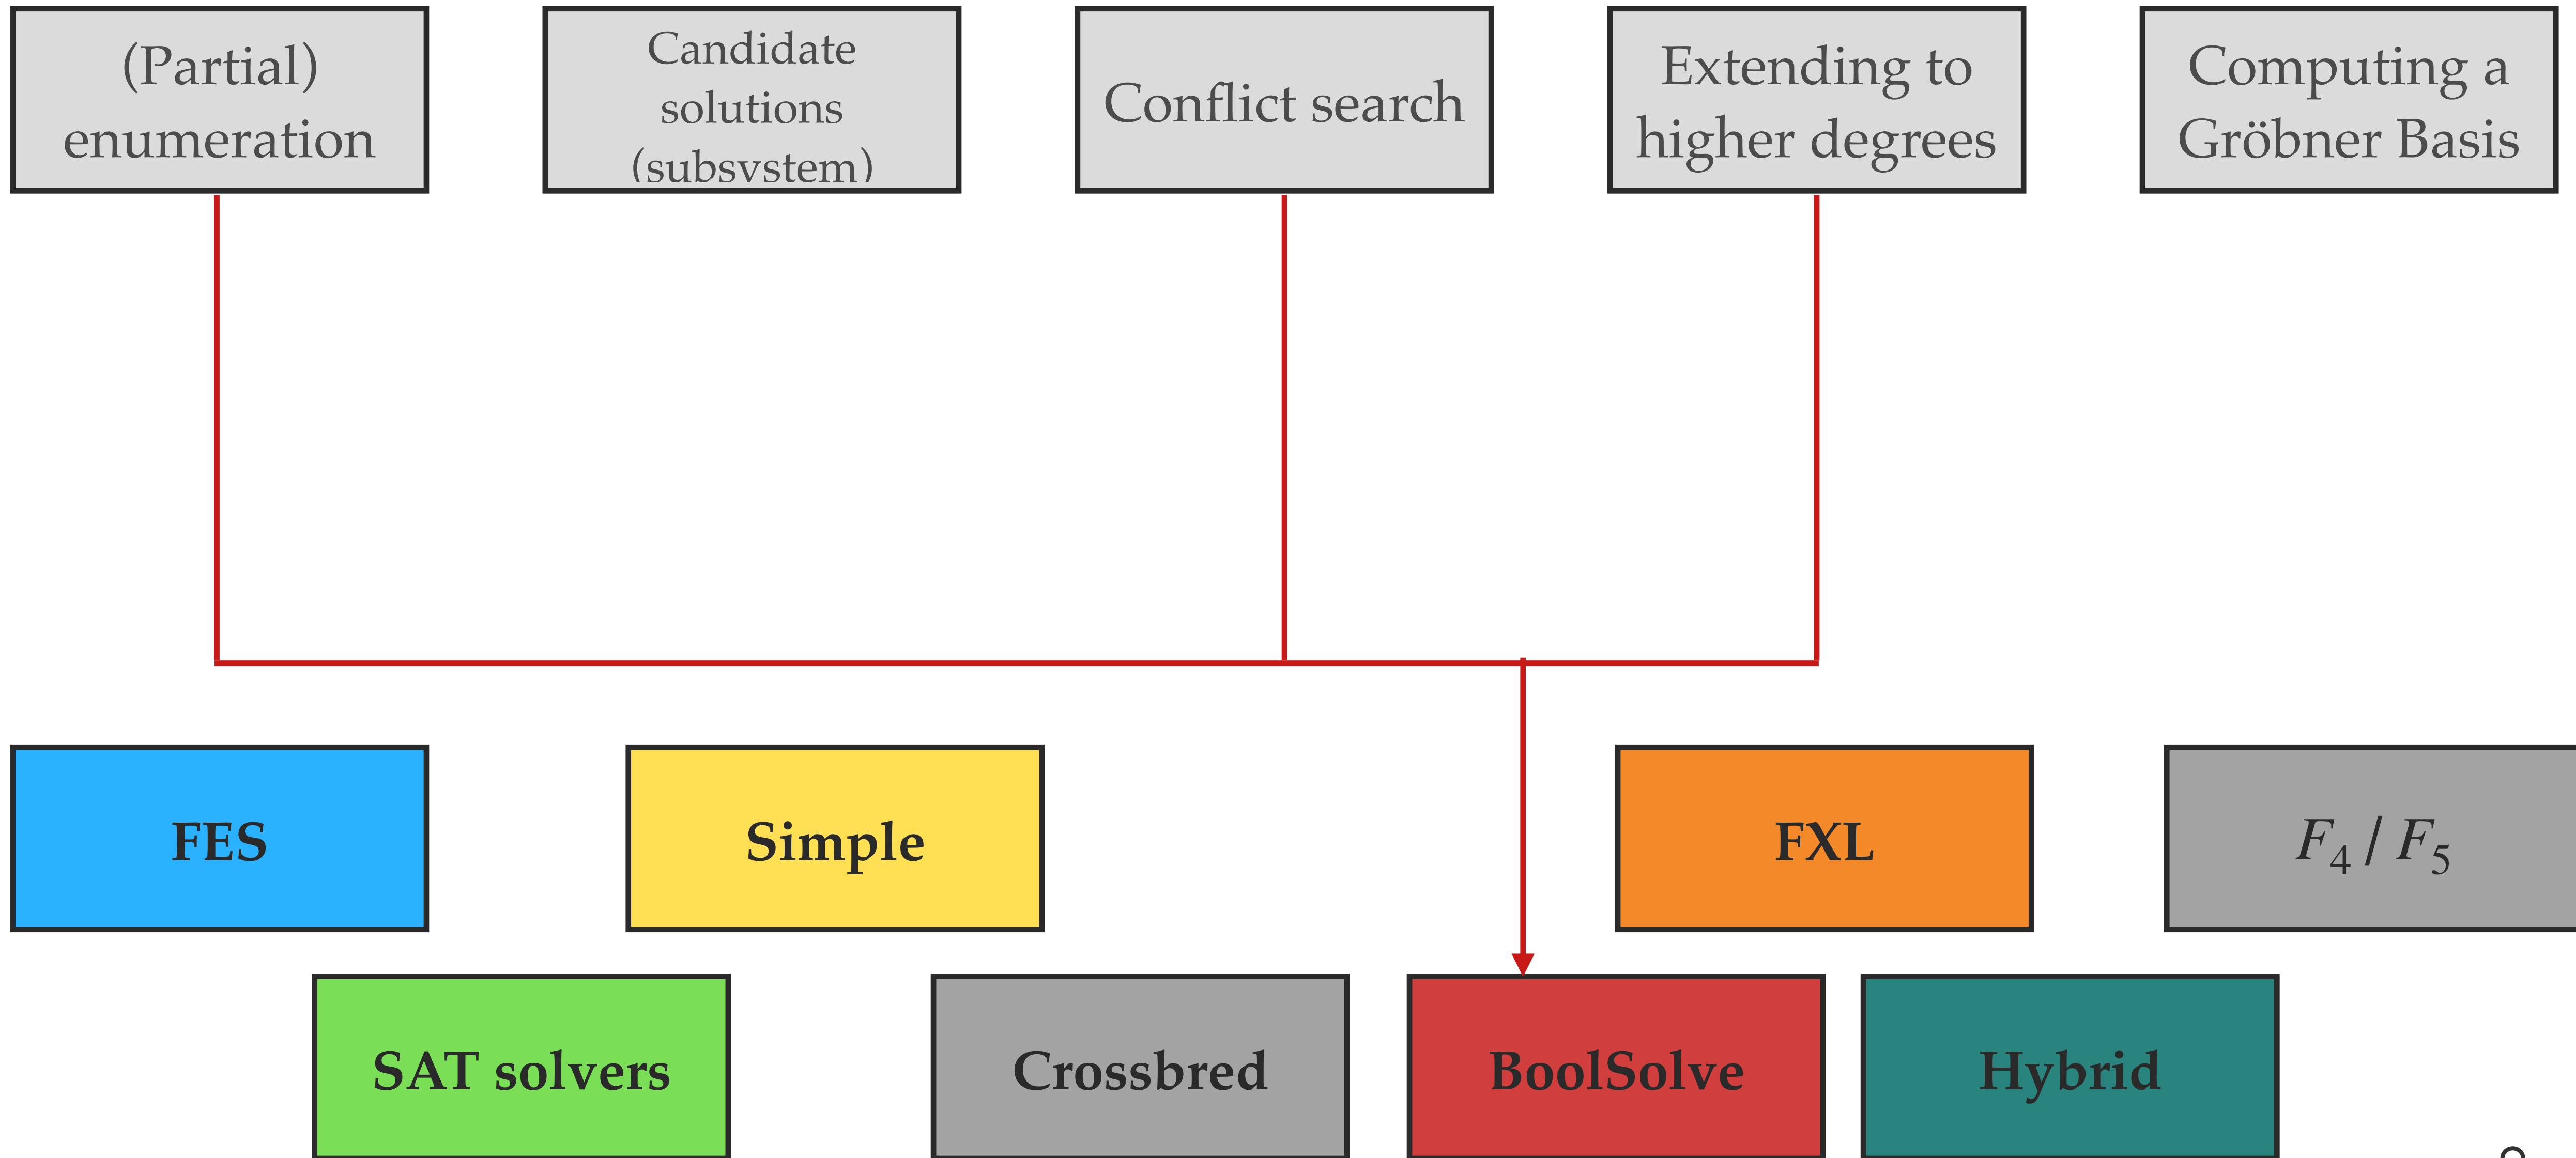 (Partial)
enumeration
Candidate
solutions
(subsystem)
Conflict search
Extending to
higher degrees
Computing a
Gröbner Basis
FES
Simple
FXL
F₄ / F₅
SAT solvers
Crossbred
BoolSolve
Hybrid